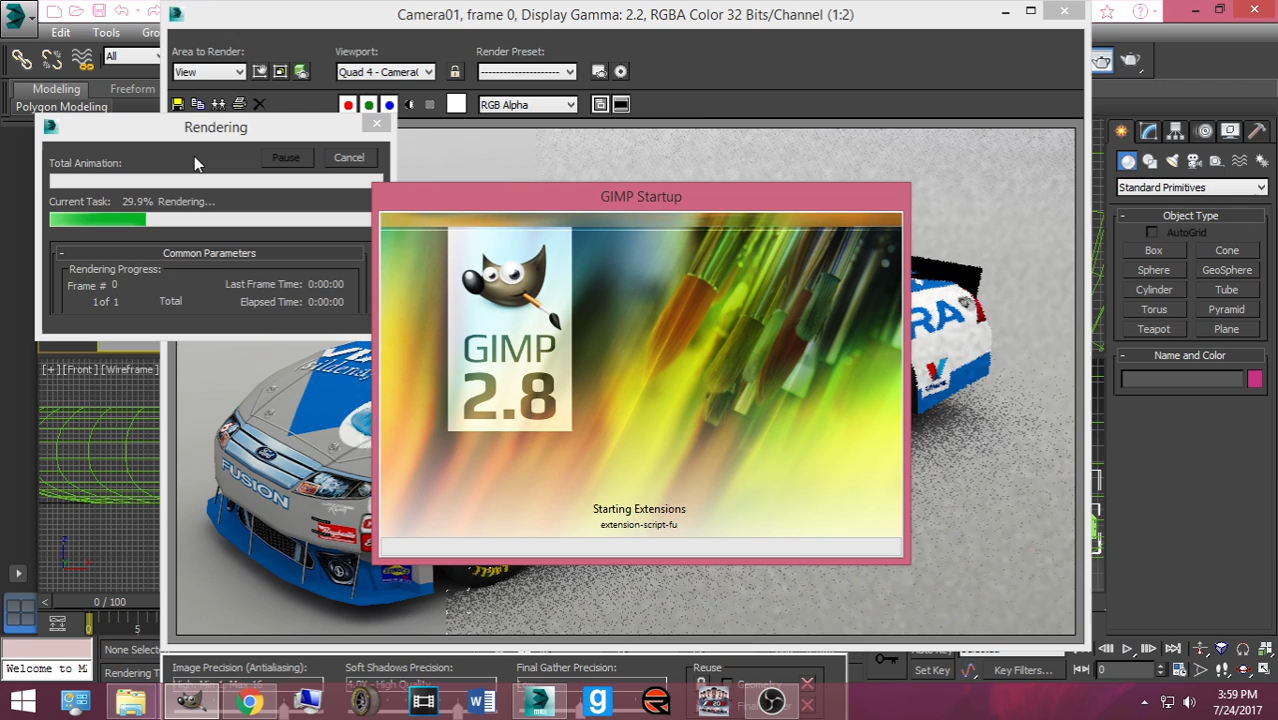 Camera01, frame 0, Display Gamma: 2.2, RGBA Color 32 Bits/Channel (1:2)
Edit Tools
Area to Render: Viewport: Render Preset:
All
View Quad 4 - Camera(
Modeling Freeform
Polygon Modeling
RGB Alpha
Rendering
Total Animation: Pause Cancel
Current Task: 29.9% Rendering...
Common Parameters
Rendering Progress:
Frame # 0 Last Frame Time: 0:00:00
1 of 1 Total Elapsed Time: 0:00:00
GIMP Startup
GIMP
2.8
Starting Extensions
extension-script-fu
Standard Primitives
Object Type
AutoGrid
Box Cone
Sphere GeoSphere
Cylinder Tube
Torus Pyramid
Teapot Plane
Name and Color
[+] [Front] [Wireframe]
Ford
FUSION
RA
0 / 100
0 5
None Selec
Welcome to M
Rendering T
Image Precision (Antialiasing): Soft Shadows Precision: Final Gather Precision: Reuse
Geometry
Set Key Key Filters... 0
3:59 PM
7/24/2017